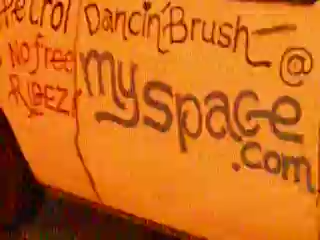 Petrol
No free
RiDEZ!
Dancin'Brush
@
myspace
.com